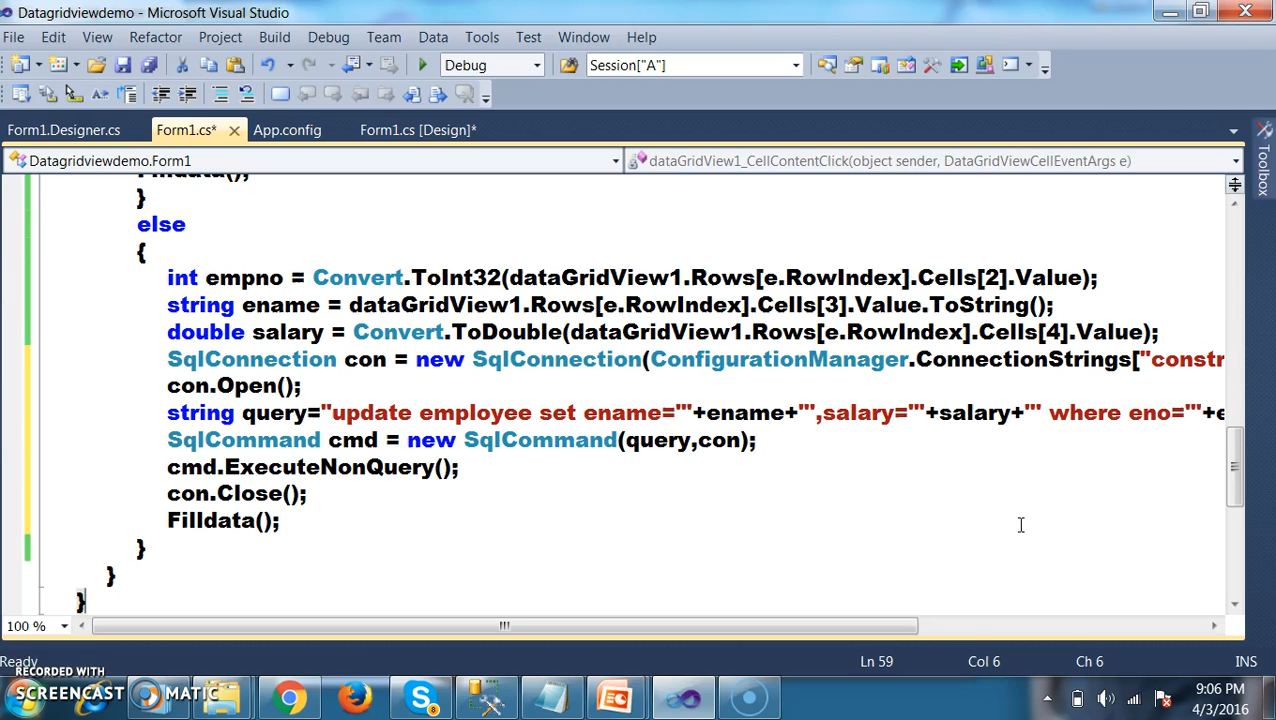 Datagridviewdemo - Microsoft Visual Studio
File Edit View Refactor Project Build Debug Team Data Tools Test Window Help
Debug Session["A"]
Form1.Designer.cs Form1.cs* App.config Form1.cs [Design]*
Toolbox
Datagridviewdemo.Form1 dataGridView1_CellContentClick(object sender, DataGridViewCellEventArgs e)
Filldata();
}
else
{
int empno = Convert.ToInt32(dataGridView1.Rows[e.RowIndex].Cells[2].Value);
string ename = dataGridView1.Rows[e.RowIndex].Cells[3].Value.ToString();
double salary = Convert.ToDouble(dataGridView1.Rows[e.RowIndex].Cells[4].Value);
SqlConnection con = new SqlConnection(ConfigurationManager.ConnectionStrings["constr
con.Open();
string query="update employee set ename='"+ename+"',salary='"+salary+"' where eno='"+e
SqlCommand cmd = new SqlCommand(query,con);
cmd.ExecuteNonQuery();
con.Close();
Filldata();
}
}
}
100 %
Ready Ln 59 Col 6 Ch 6 INS
RECORDED WITH
SCREENCAST MATIC
9:06 PM
4/3/2016